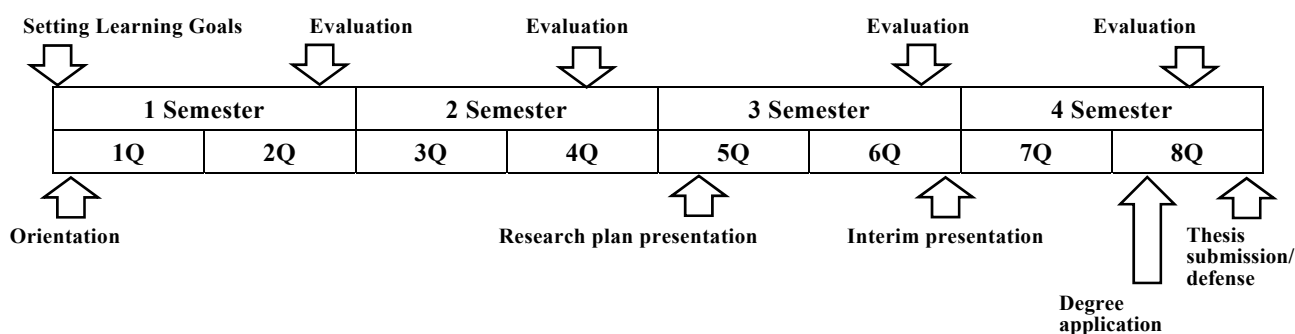 Setting Learning Goals Evaluation Evaluation Evaluation Evaluation
1 Semester 2 Semester 3 Semester 4 Semester
1Q 2Q 3Q 4Q 5Q 6Q 7Q 8Q
Orientation Research plan presentation Interim presentation Thesis
submission/
defense
Degree
application